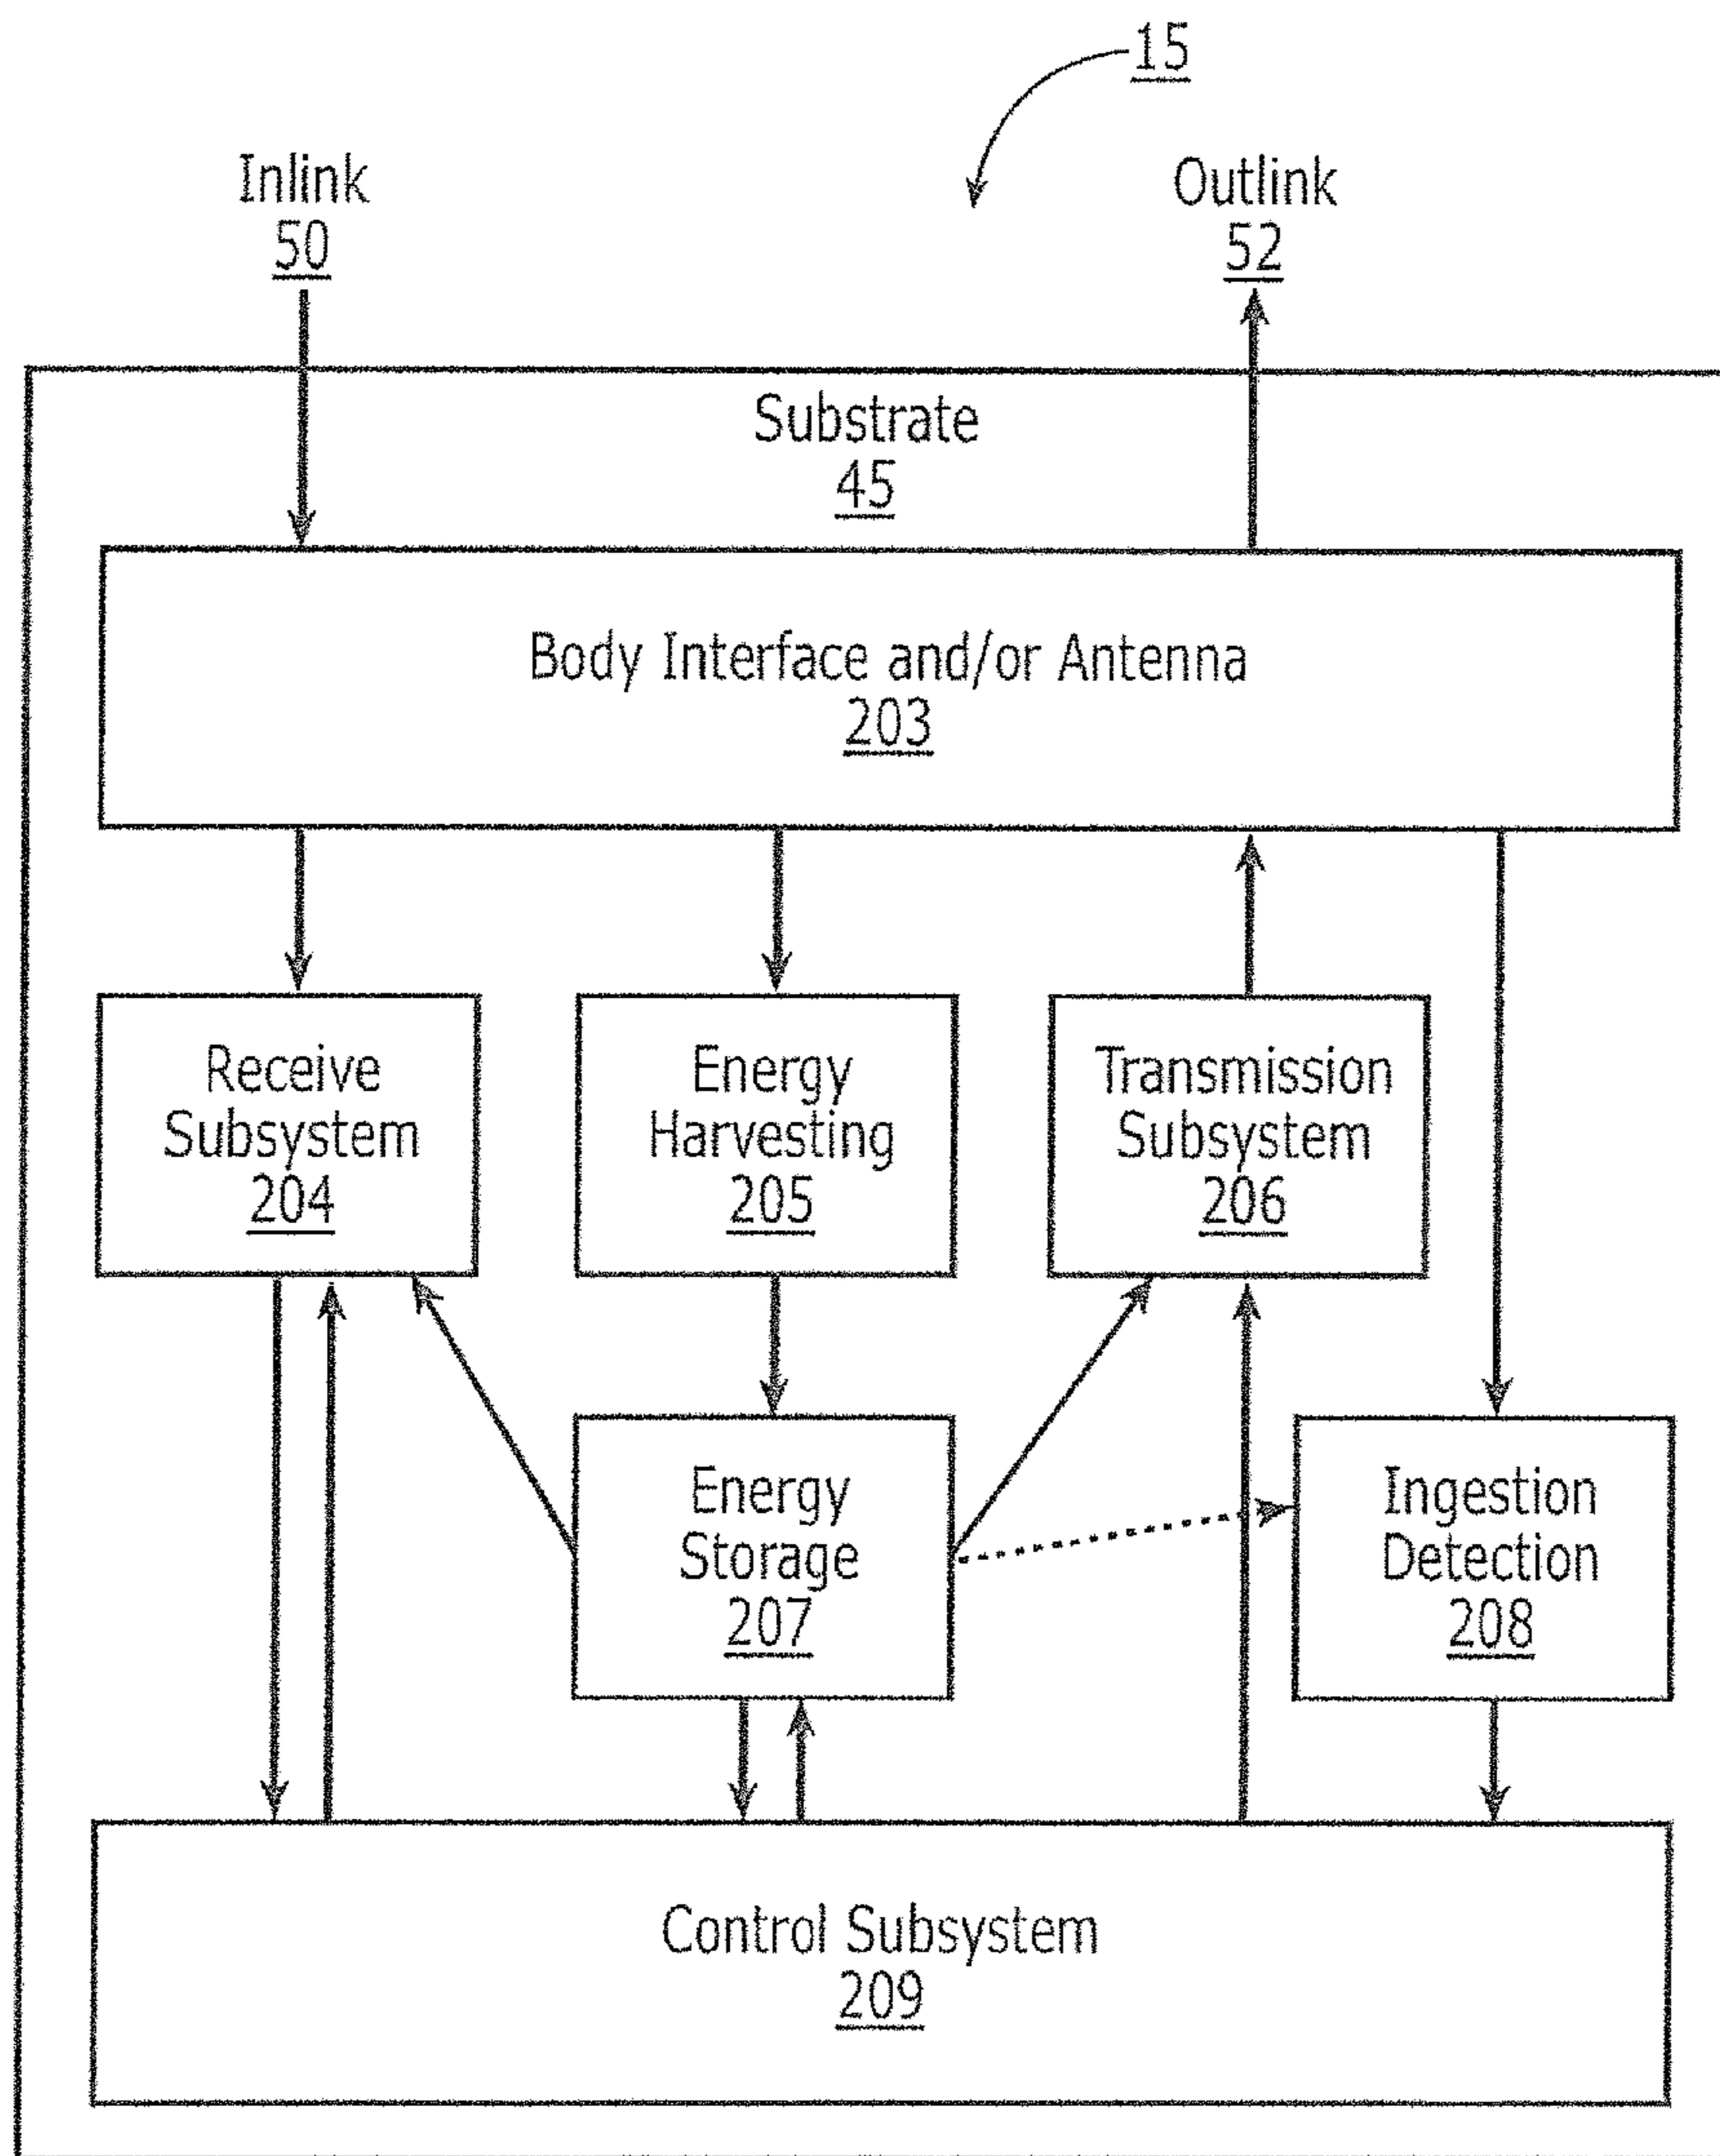 15
Inlink
50
Outlink
52
Substrate
45
Body Interface and/or Antenna
203
Receive
Subsystem
204
Energy
Harvesting
205
Transmission
Subsystem
206
Energy
Storage
207
Ingestion
Detection
208
Control Subsystem
209